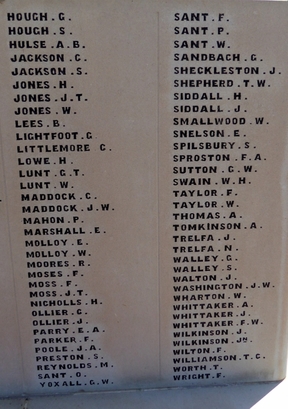 HOUGH . G.
HOUGH . S.
HULSE . A . B.
JACKSON . C.
JACKSON . S.
JONES . H.
JONES . J . T.
JONES . W.
LEES . B.
LIGHTFOOT . G
LITTLEMORE C.
LOWE . H.
LUNT . G . T.
LUNT . W.
MADDOCK . C.
MADDOCK . J . W.
MAHON . P.
MARSHALL . E.
MOLLOY . E.
MOLLOY . W.
MOORES . R.
MOSES . F.
MOSS . F.
MOSS . J . T.
NICHOLLS . H.
OLLIER . C.
OLLIER . J.
PARRY . E . A.
PARKER . F.
POOLE . J . A.
PRESTON . S.
REYNOLDS . M.
SANT . O.
YOXALL . G . W.
SANT . F.
SANT . P.
SANT . W.
SANDBACH . G.
SHECKLESTON . J.
SHEPHERD . T . W.
SIDDALL . H.
SIDDALL . J.
SMALLWOOD . W.
SNELSON . E.
SPILSBURY . S.
SPROSTON . F . A.
SUTTON . G . W.
SWAIN . W . H.
TAYLOR . F.
TAYLOR . W.
THOMAS . A.
TOMKINSON . A.
TRELFA . J.
TRELFA . N.
WALLEY . G.
WALLEY . S.
WALTON . J.
WASHINGTON . J . W.
WHARTON . W.
WHITTAKER . A.
WHITTAKER . J.
WHITTAKER . F . W.
WILKINSON . J.
WILKINSON . J.
WILTON . F.
WILLIAMSON . T . C.
WORTH . T.
WRIGHT . F.